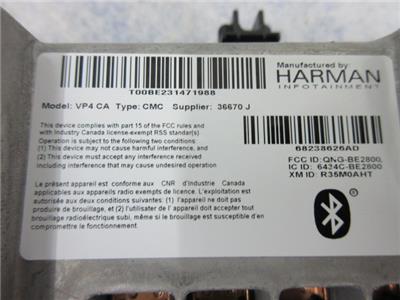 T00BE231471988
Manufactured by:
HARMAN
INFOTAINMENT
Model: VP4 CA Type: CMC Supplier: 36670 J
This device complies with part 15 of the FCC rules and
with Industry Canada license-exempt RSS standard(s)
Operation is subject to the following two conditions:
(1) This device may not cause harmful interference, and
(2) This device must accept any interference received
including interference that may cause undesired operation
68238626AD
FCC ID: QNG-BE2800,
IC ID: 6434C-BE2800
XM ID: R35M0AHT
Le présent appareil est conforme aux CNR d'Industrie Canada
applicables aux appareils radio exempts de licence. L'exploitation est
autorisée aux deux conditions suivantes: (1) l'appareil ne doit pas produire
de brouillage, et (2) l'utilisateur de l' appareil doit accepter tout
brouillage radioélectrique subi, même si le brouillage est susceptible d'en
compromettre le fonctionnement.